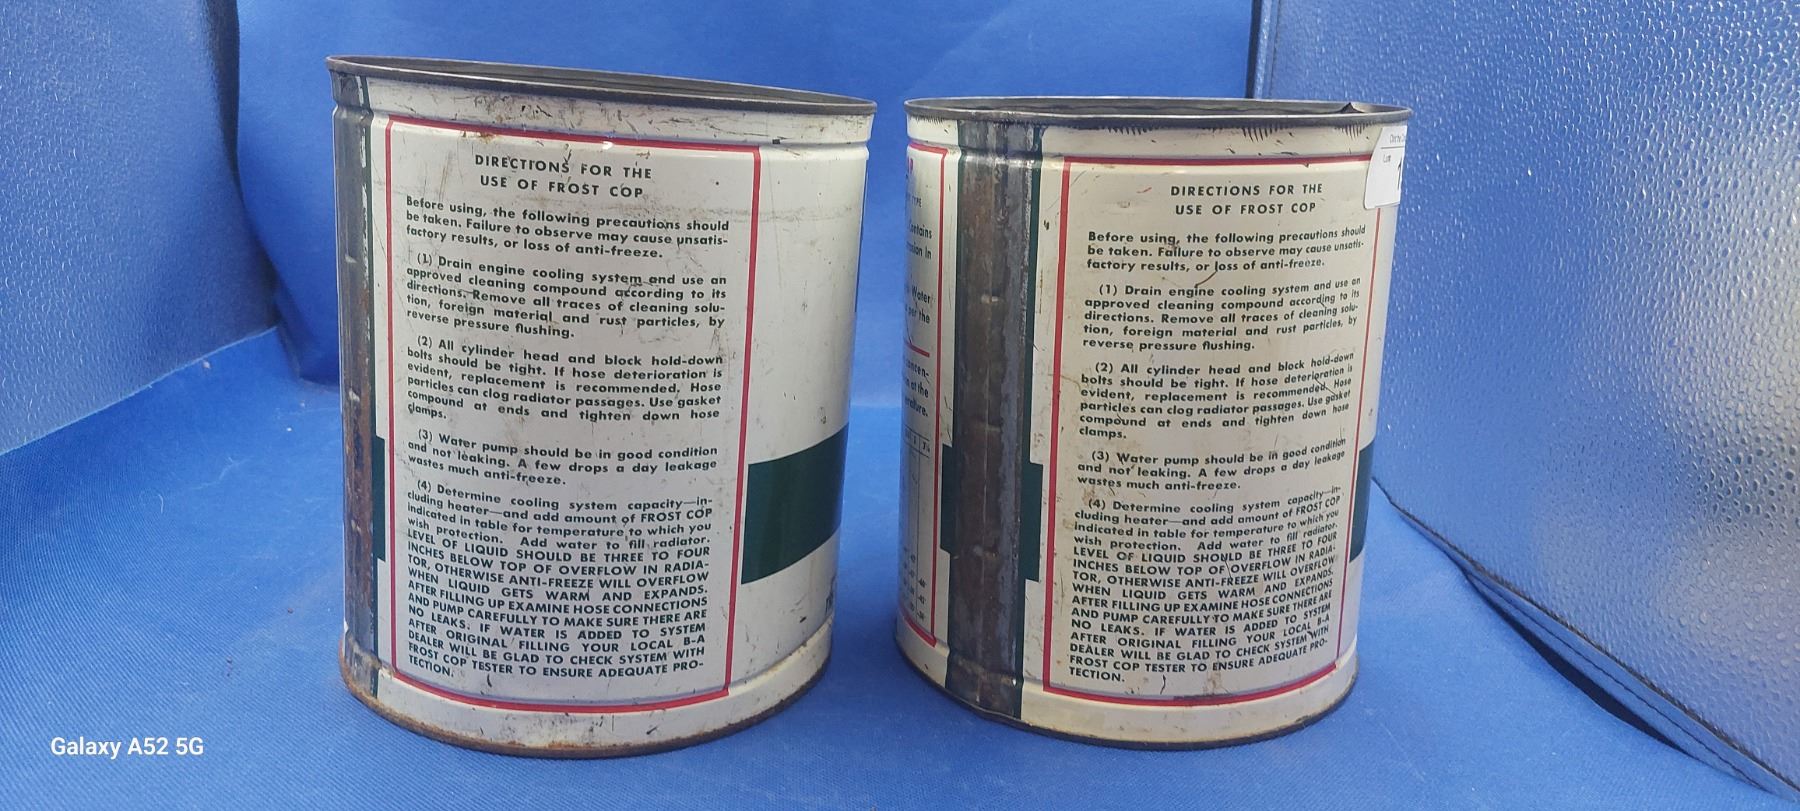 DIRECTIONS FOR THE
USE OF FROST COP
Before using, the following precautions should
be taken. Failure to observe may cause unsatis-
factory results, or loss of anti-freeze.
(1) Drain engine cooling system and use an
approved cleaning compound according to its
directions. Remove all traces of cleaning solu-
tion, foreign material and rust particles, by
reverse pressure flushing.
(2) All cylinder head and block hold-down
bolts should be tight. If hose deterioration is
evident, replacement is recommended. Hose
particles can clog radiator passages. Use gasket
compound at ends and tighten down hose
clamps.
(3) Water pump should be in good condition
and not leaking. A few drops a day leakage
wastes much anti-freeze.
(4) Determine cooling system capacity—in-
cluding heater—and add amount of FROST COP
indicated in table for temperature to which you
wish protection. Add water to fill radiator.
LEVEL OF LIQUID SHOULD BE THREE TO FOUR
INCHES BELOW TOP OF OVERFLOW IN RADIA-
TOR, OTHERWISE ANTI-FREEZE WILL OVERFLOW
WHEN LIQUID GETS WARM AND EXPANDS.
AFTER FILLING UP EXAMINE HOSE CONNECTIONS
AND PUMP CAREFULLY TO MAKE SURE THERE ARE
NO LEAKS. IF WATER IS ADDED TO SYSTEM
AFTER ORIGINAL FILLING YOUR LOCAL B-A
DEALER WILL BE GLAD TO CHECK SYSTEM WITH
FROST COP TESTER TO ENSURE ADEQUATE PRO-
TECTION.
TYPE
ontains
osion in
Water
per the
oncen-
on at the
erature.
DIRECTIONS FOR THE
USE OF FROST COP
Before using, the following precautions should
be taken. Failure to observe may cause unsatis-
factory results, or loss of anti-freeze.
(1) Drain engine cooling system and use an
approved cleaning compound according to its
directions. Remove all traces of cleaning solu-
tion, foreign material and rust particles, by
reverse pressure flushing.
(2) All cylinder head and block hold-down
bolts should be tight. If hose deterioration is
evident, replacement is recommended. Hose
particles can clog radiator passages. Use gasket
compound at ends and tighten down hose
clamps.
(3) Water pump should be in good condition
and not leaking. A few drops a day leakage
wastes much anti-freeze.
(4) Determine cooling system capacity—in-
cluding heater—and add amount of FROST COP
indicated in table for temperature to which you
wish protection. Add water to fill radiator.
LEVEL OF LIQUID SHOULD BE THREE TO FOUR
INCHES BELOW TOP OF OVERFLOW IN RADIA-
TOR, OTHERWISE ANTI-FREEZE WILL OVERFLOW
WHEN LIQUID GETS WARM AND EXPANDS.
AFTER FILLING UP EXAMINE HOSE CONNECTIONS
AND PUMP CAREFULLY TO MAKE SURE THERE ARE
NO LEAKS. IF WATER IS ADDED TO SYSTEM
AFTER ORIGINAL FILLING YOUR LOCAL B-A
DEALER WILL BE GLAD TO CHECK SYSTEM WITH
FROST COP TESTER TO ENSURE ADEQUATE PRO-
TECTION.
Galaxy A52 5G